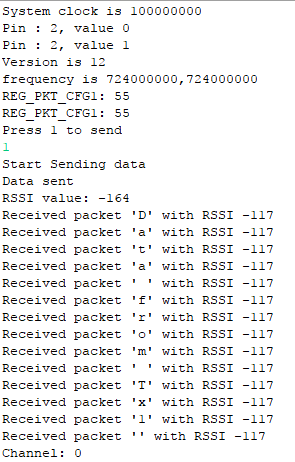 System clock is 100000000
Pin : 2, value 0
Pin : 2, value 1
Version is 12
frequency is 724000000,724000000
REG_PKT_CFG1: 55
REG_PKT_CFG1: 55
Press 1 to send
1
Start Sending data
Data sent
RSSI value: -164
Received packet 'D' with RSSI -117
Received packet 'a' with RSSI -117
Received packet 't' with RSSI -117
Received packet 'a' with RSSI -117
Received packet ' ' with RSSI -117
Received packet 'f' with RSSI -117
Received packet 'r' with RSSI -117
Received packet 'o' with RSSI -117
Received packet 'm' with RSSI -117
Received packet ' ' with RSSI -117
Received packet 'T' with RSSI -117
Received packet 'x' with RSSI -117
Received packet '1' with RSSI -117
Received packet '' with RSSI -117
Channel: 0